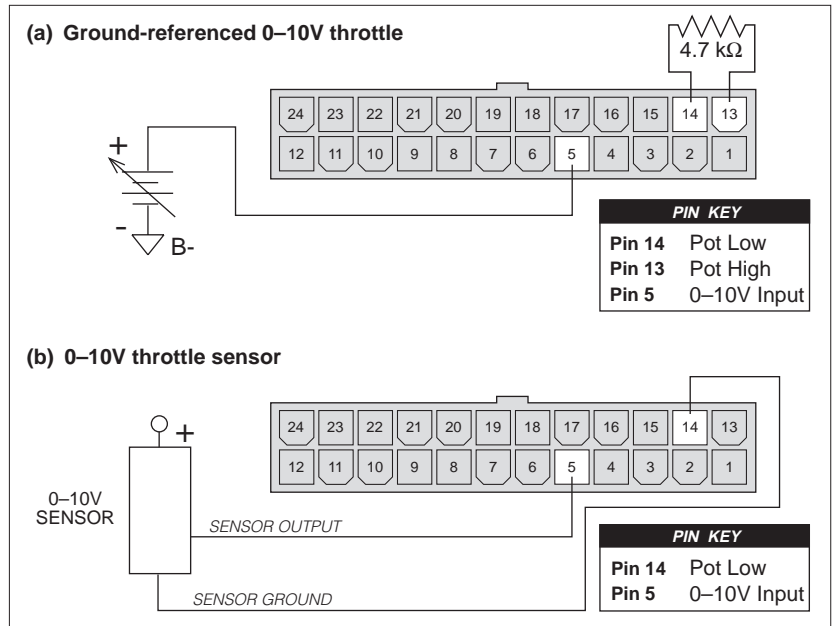 (a) Ground-referenced 0–10V throttle
4.7 kΩ
24 23 22 21 20 19 18 17 16 15 14 13
12 11 10 9 8 7 6 5 4 3 2 1
+
-
B-
PIN KEY
Pin 14 Pot Low
Pin 13 Pot High
Pin 5 0–10V Input
(b) 0–10V throttle sensor
24 23 22 21 20 19 18 17 16 15 14 13
12 11 10 9 8 7 6 5 4 3 2 1
+
0–10V
SENSOR
SENSOR OUTPUT
SENSOR GROUND
PIN KEY
Pin 14 Pot Low
Pin 5 0–10V Input